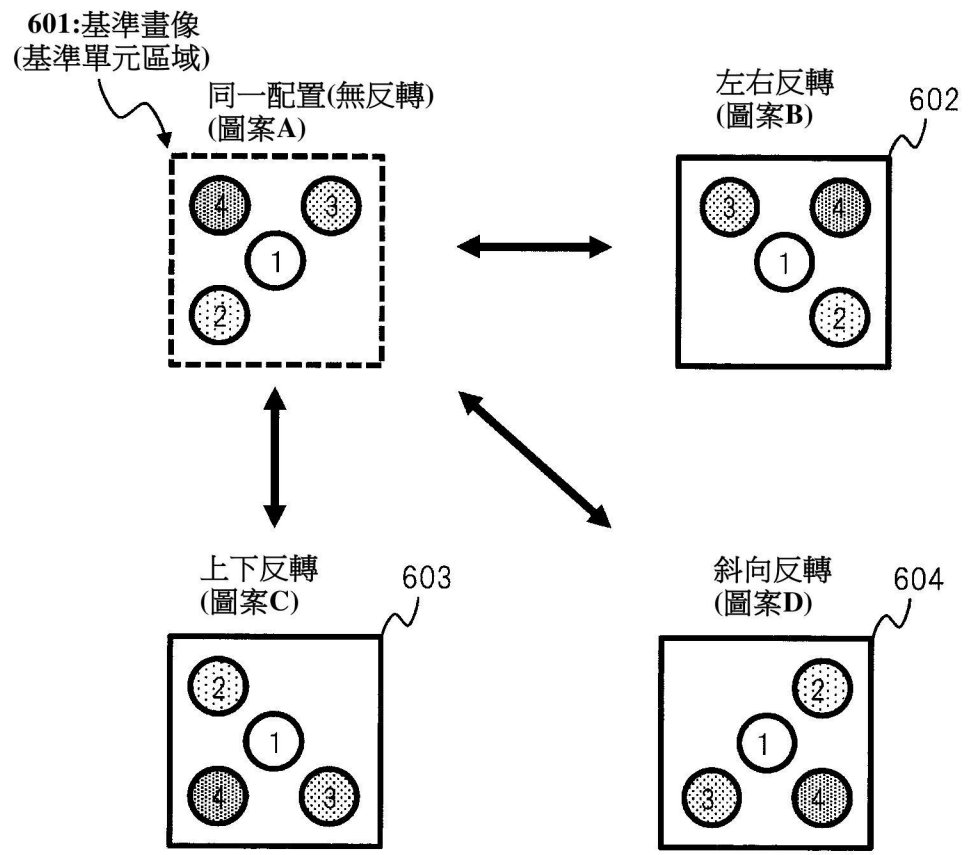 601:基準畫像
(基準單元區域)
同一配置(無反轉)
(圖案A)
4 3
1
2
左右反轉
(圖案B)
602
3 4
1
2
上下反轉
(圖案C)
603
2
1
4 3
斜向反轉
(圖案D)
604
2
1
3 4